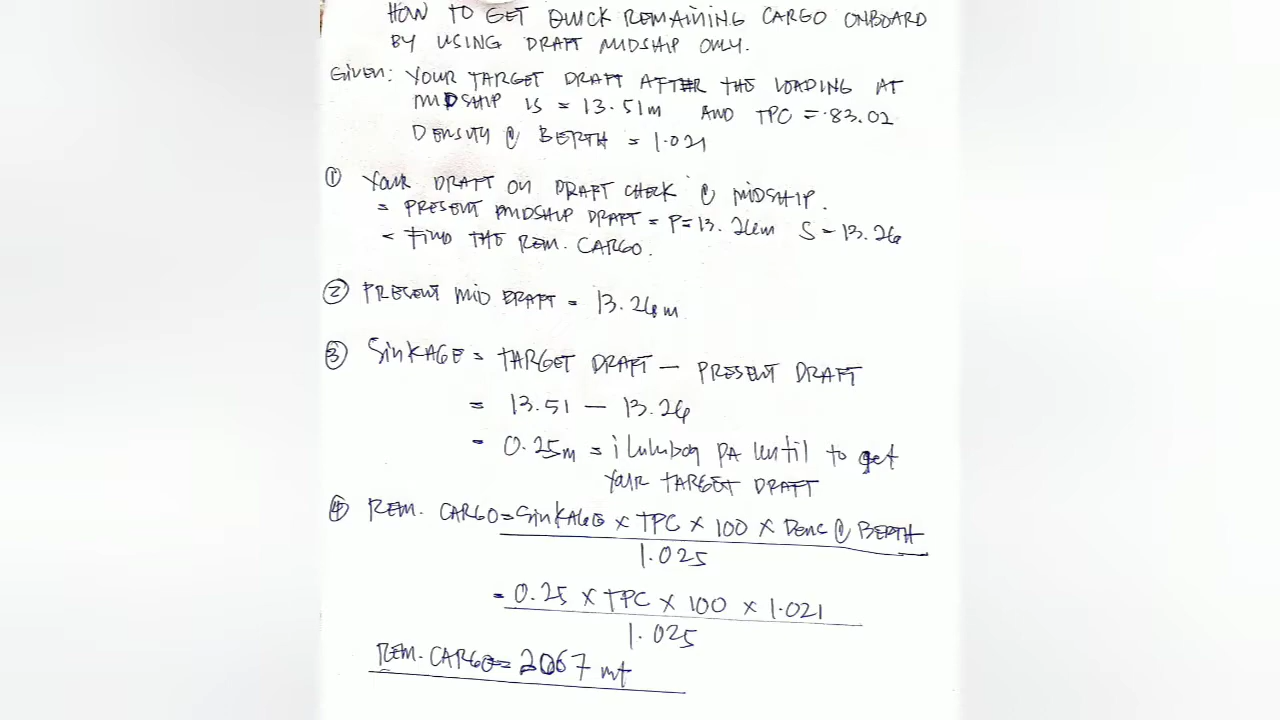 HOW TO GET QUICK REMAINING CARGO ONBOARD
BY USING DRAFT MIDSHIP ONLY.
GIVEN: YOUR TARGET DRAFT AFTER THE LOADING AT
MIDSHIP IS = 13.51m AND TPC = 83.02
DENSITY @ BERTH = 1.021
① YOUR DRAFT ON DRAFT CHECK @ MIDSHIP.
= PRESENT MIDSHIP DRAFT = P=13.26m S = 13.26
= FIND THE REM. CARGO.
② PRESENT MID DRAFT = 13.26m
③ SINKAGE = TARGET DRAFT - PRESENT DRAFT
= 13.51 - 13.26
= 0.25m = ilulubog PA until to get
YOUR TARGET DRAFT
④ REM. CARGO = SINKAGE x TPC x 100 x DENS @ BERTH
1.025
= 0.25 x TPC x 100 x 1.021
1.025
REM. CARGO = 2067 mt